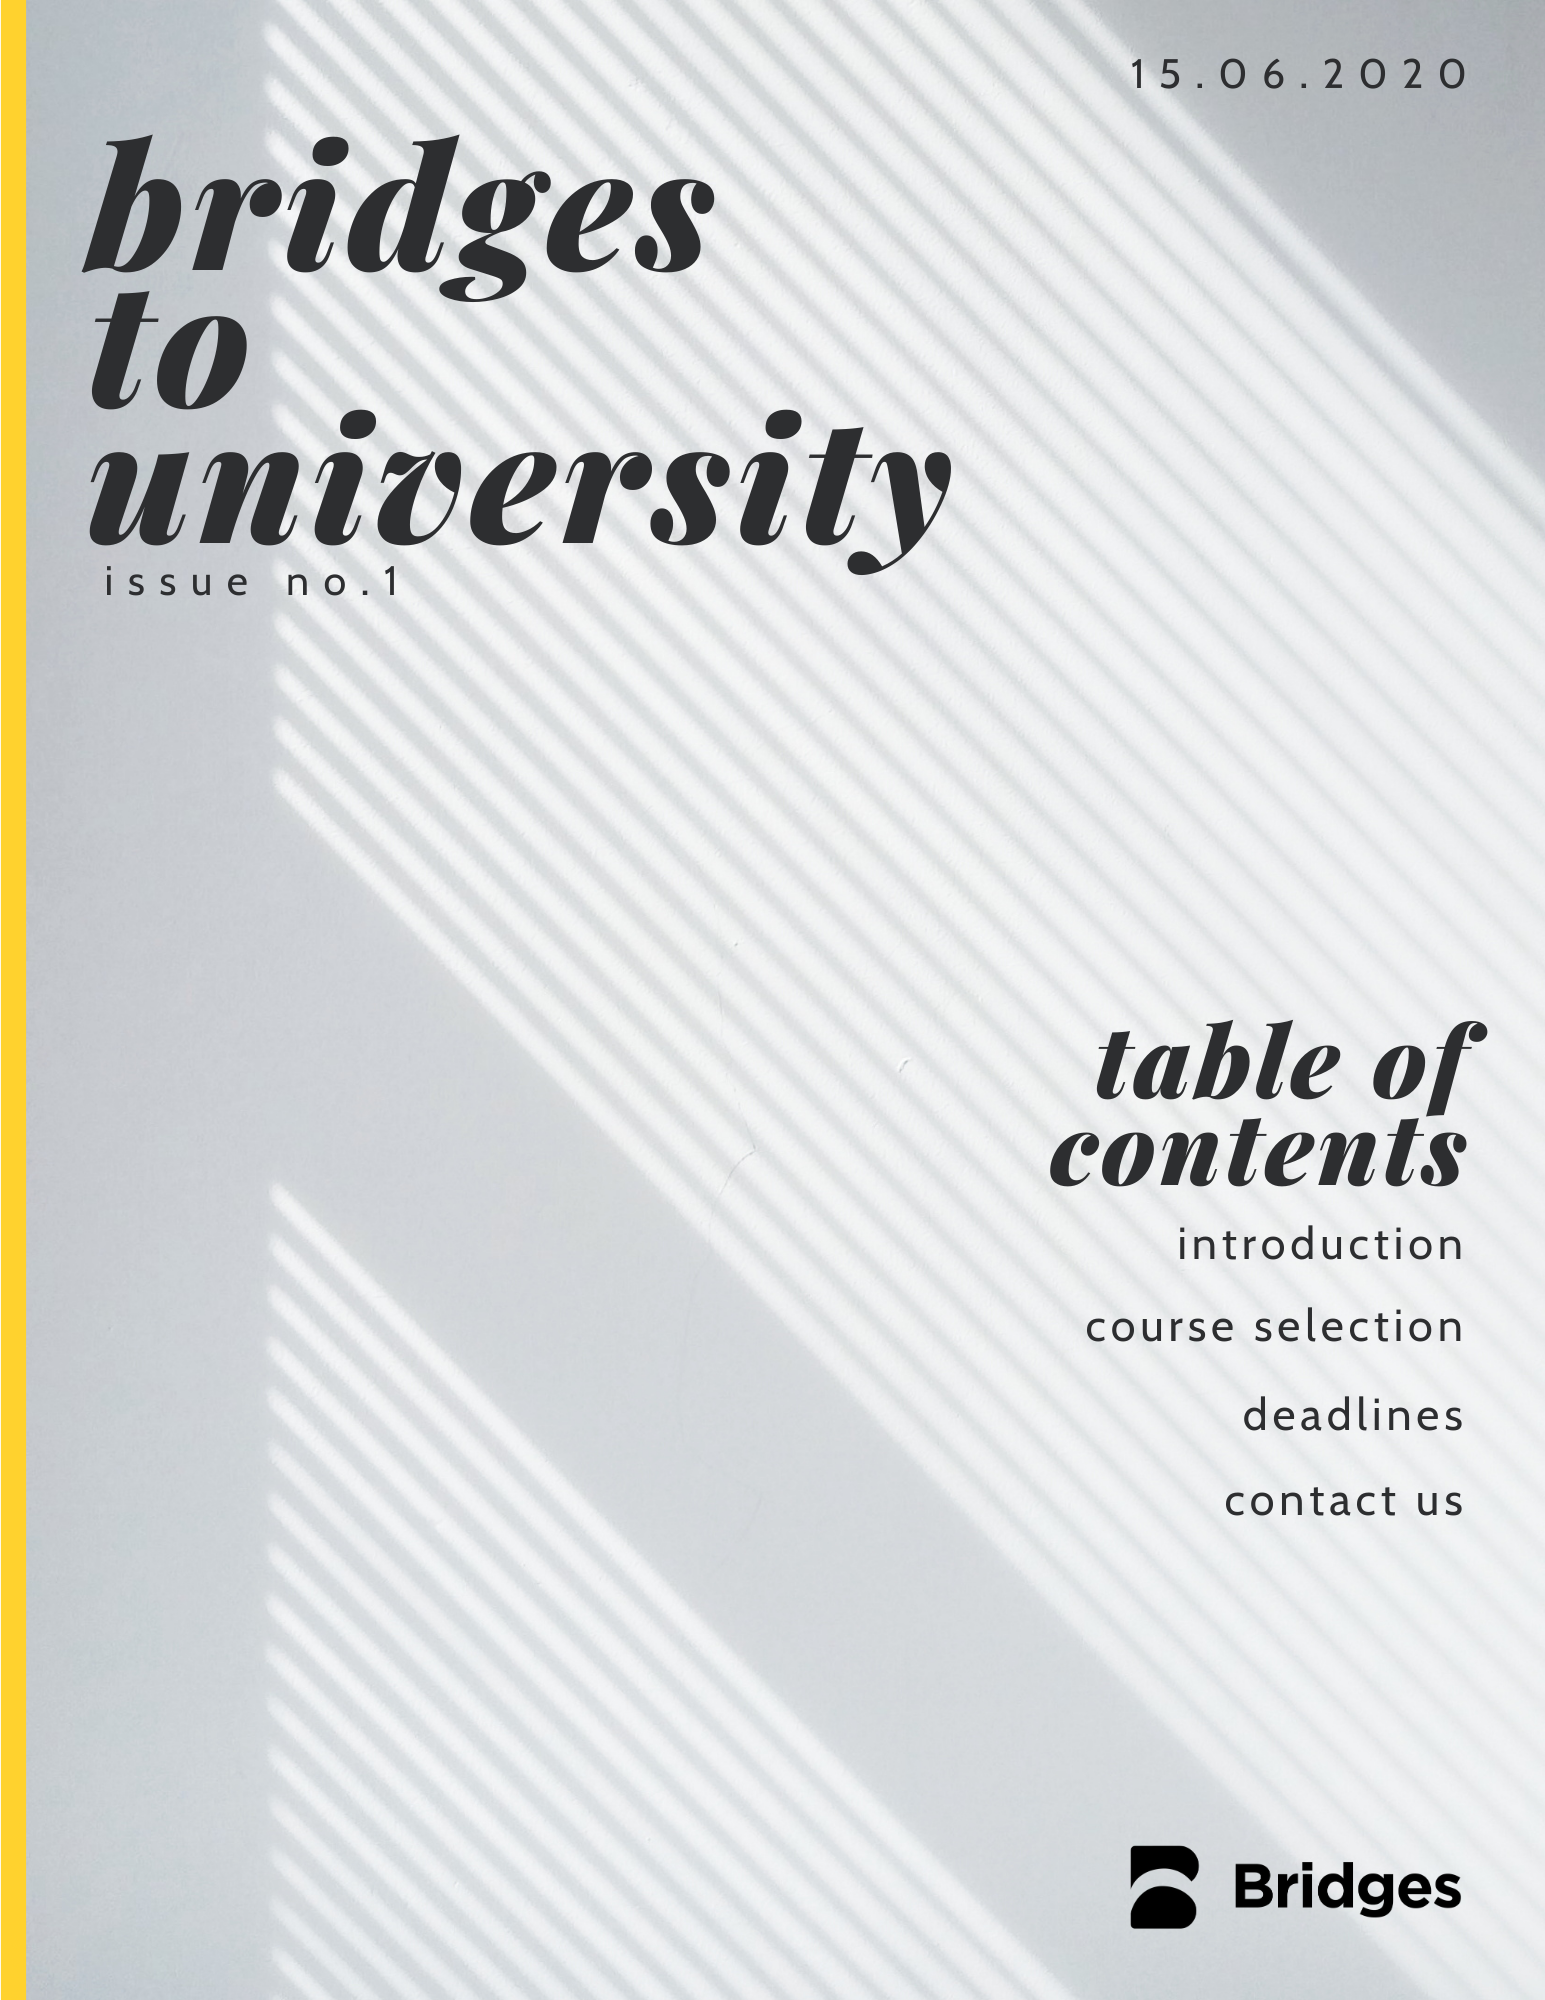 15.06.2020
bridges
to
university
issue no.1
table of
contents
introduction
course selection
deadlines
contact us
Bridges